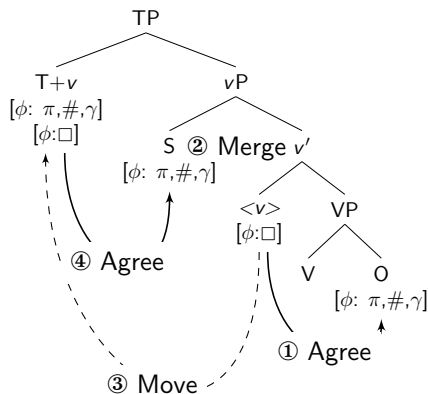 TP
T+v vP
[ϕ: π,#,γ]
[ϕ:□]
S ② Merge v′
[ϕ: π,#,γ]
<v> VP
[ϕ:□]
④ Agree
V O
[ϕ: π,#,γ]
① Agree
③ Move